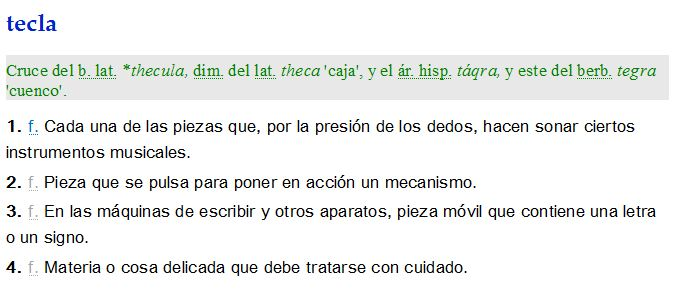 tecla
Cruce del b. lat. *thecula, dim. del lat. theca 'caja', y el ár. hisp. táqra, y este del berb. tegra
'cuenco'.
1. f. Cada una de las piezas que, por la presión de los dedos, hacen sonar ciertos
instrumentos musicales.
2. f. Pieza que se pulsa para poner en acción un mecanismo.
3. f. En las máquinas de escribir y otros aparatos, pieza móvil que contiene una letra
o un signo.
4. f. Materia o cosa delicada que debe tratarse con cuidado.